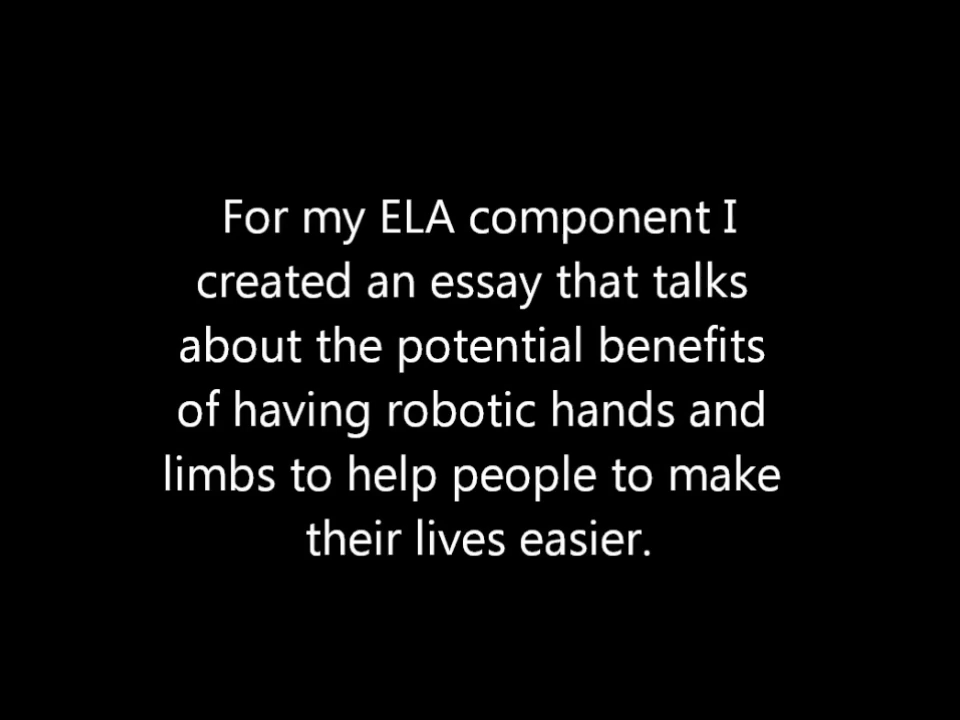 For my ELA component I
created an essay that talks
about the potential benefits
of having robotic hands and
limbs to help people to make
their lives easier.